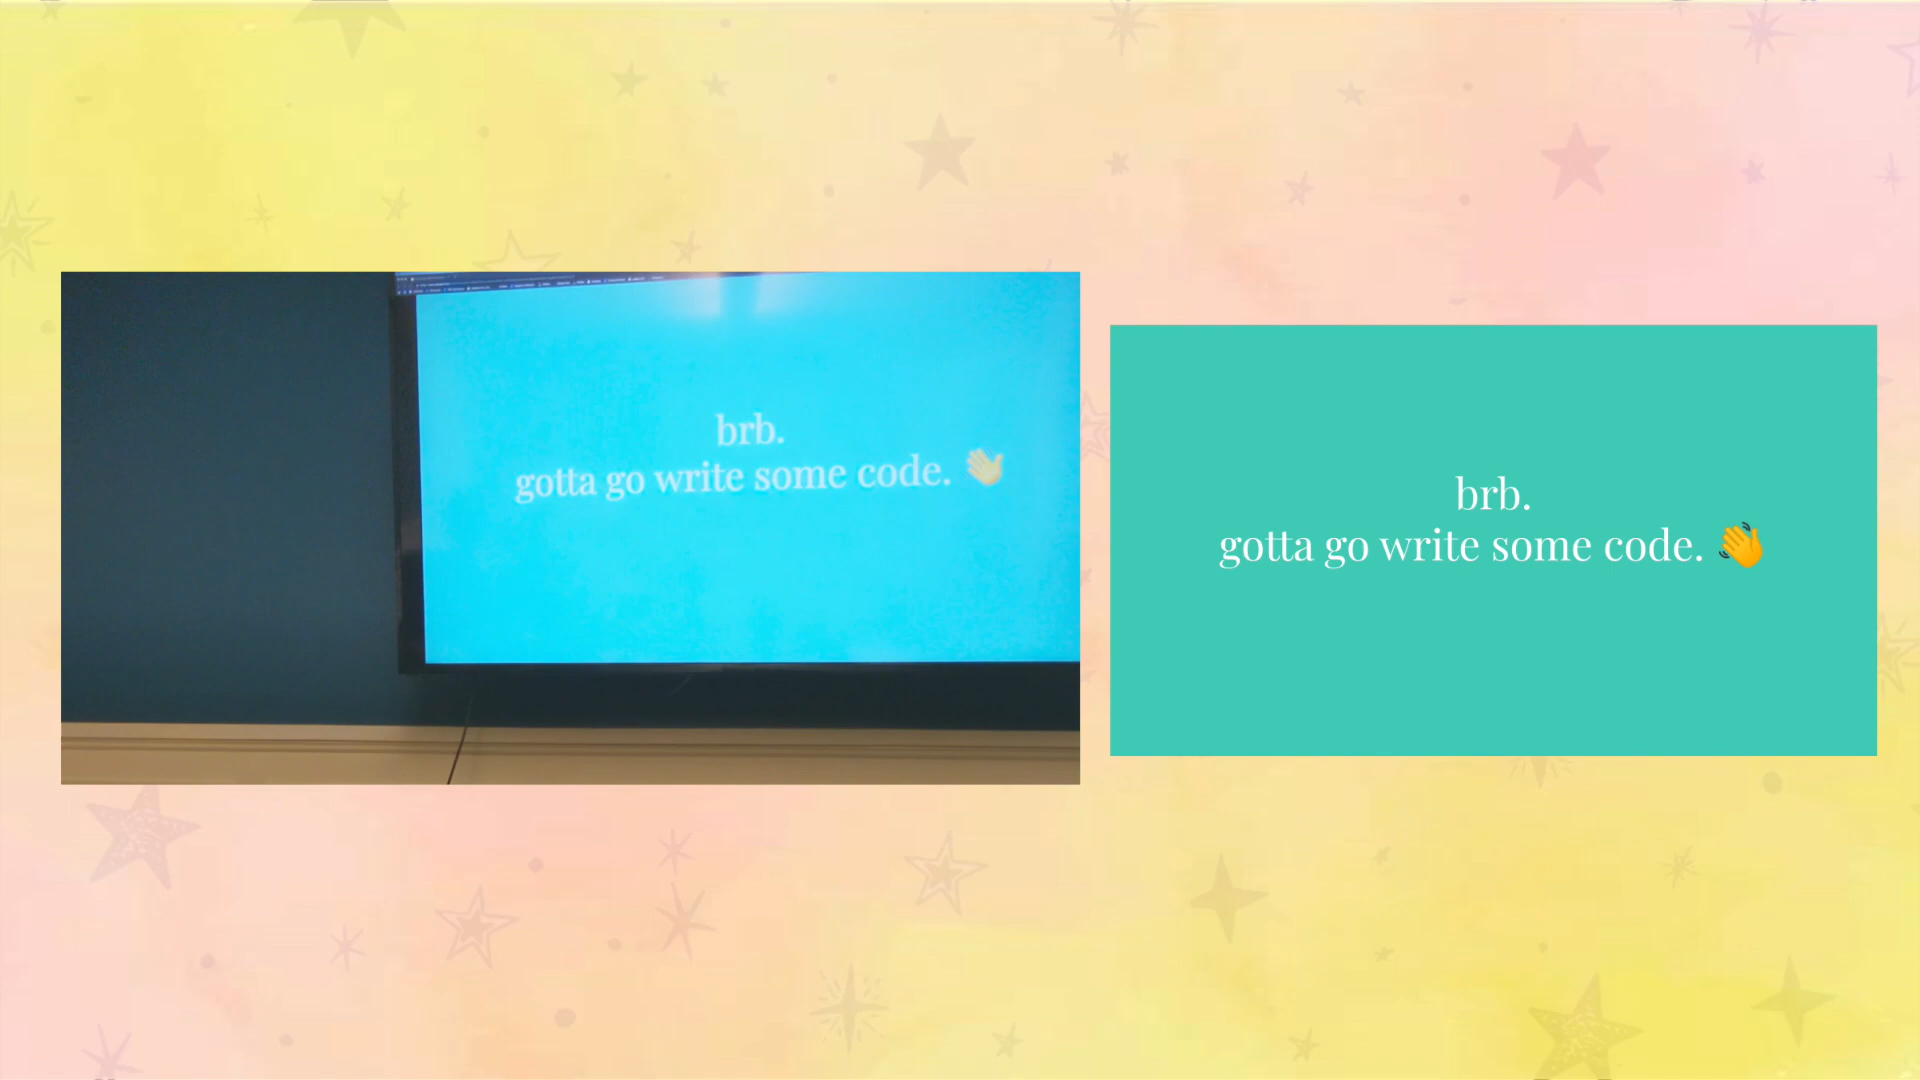 brb.
gotta go write some code. 👋
brb.
gotta go write some code. 👋